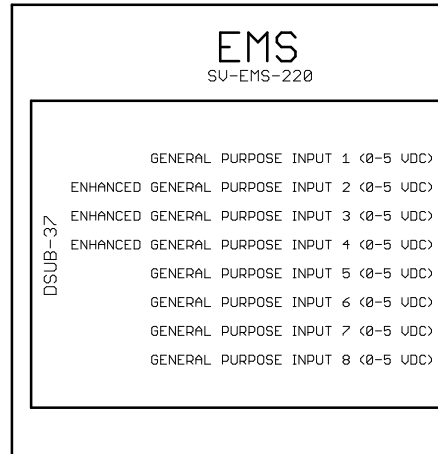 EMS
SV-EMS-220
GENERAL PURPOSE INPUT 1 (0-5 VDC)
ENHANCED GENERAL PURPOSE INPUT 2 (0-5 VDC)
ENHANCED GENERAL PURPOSE INPUT 3 (0-5 VDC)
ENHANCED GENERAL PURPOSE INPUT 4 (0-5 VDC)
GENERAL PURPOSE INPUT 5 (0-5 VDC)
GENERAL PURPOSE INPUT 6 (0-5 VDC)
GENERAL PURPOSE INPUT 7 (0-5 VDC)
GENERAL PURPOSE INPUT 8 (0-5 VDC)
DSUB-37